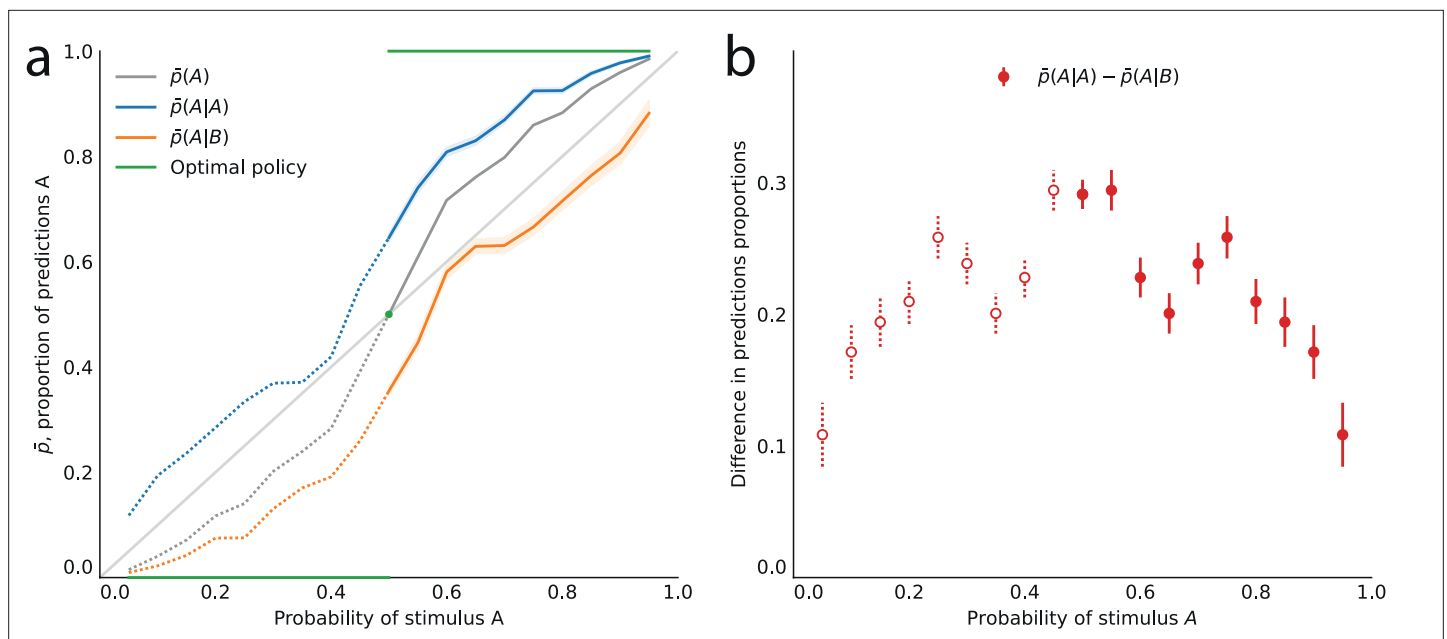 a
1.0
0.8
0.6
0.4
0.2
0.0
p̄, proportion of predictions A
p̄(A)
p̄(A|A)
p̄(A|B)
Optimal policy
0.0 0.2 0.4 0.6 0.8 1.0
Probability of stimulus A
b
p̄(A|A) − p̄(A|B)
0.3
0.2
0.1
0.0
Difference in predictions proportions
0.2 0.4 0.6 0.8 1.0
Probability of stimulus A